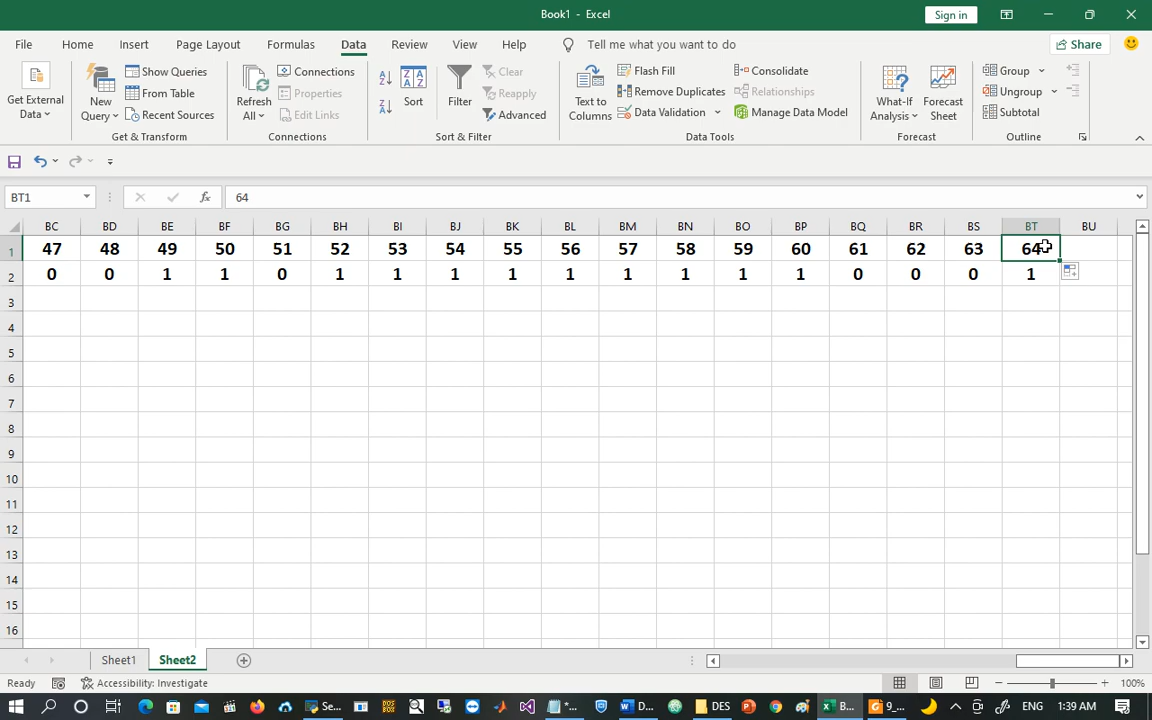 Book1 - Excel
Sign in
File Home Insert Page Layout Formulas Data Review View Help Tell me what you want to do Share
Get External Data
New Query
Show Queries
From Table
Recent Sources
Get & Transform
Refresh All
Connections
Properties
Edit Links
Connections
Sort
Filter
Clear
Reapply
Advanced
Sort & Filter
Text to Columns
Flash Fill
Remove Duplicates
Data Validation
Consolidate
Relationships
Manage Data Model
Data Tools
What-If Analysis
Forecast Sheet
Forecast
Group
Ungroup
Subtotal
Outline
BT1 fx 64
BC BD BE BF BG BH BI BJ BK BL BM BN BO BP BQ BR BS BT BU
1 47 48 49 50 51 52 53 54 55 56 57 58 59 60 61 62 63 64
2 0 0 1 1 0 1 1 1 1 1 1 1 1 1 0 0 0 1
3
4
5
6
7
8
9
10
11
12
13
14
15
16
Sheet1 Sheet2
Ready Accessibility: Investigate 100%
Se... *... D... DES B... 9_... 1:39 AM